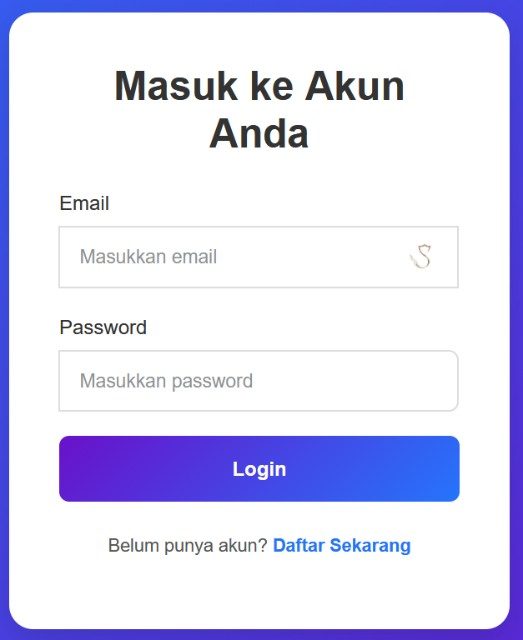 Masuk ke Akun
Anda
Email
Masukkan email
Password
Masukkan password
Login
Belum punya akun? Daftar Sekarang